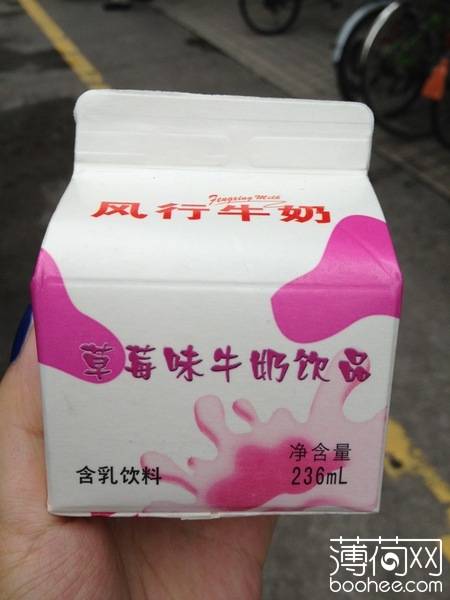 Fengxing Milk
风行牛奶
草莓味牛奶饮品
净含量
含乳饮料
236mL
薄荷网
boohee.com